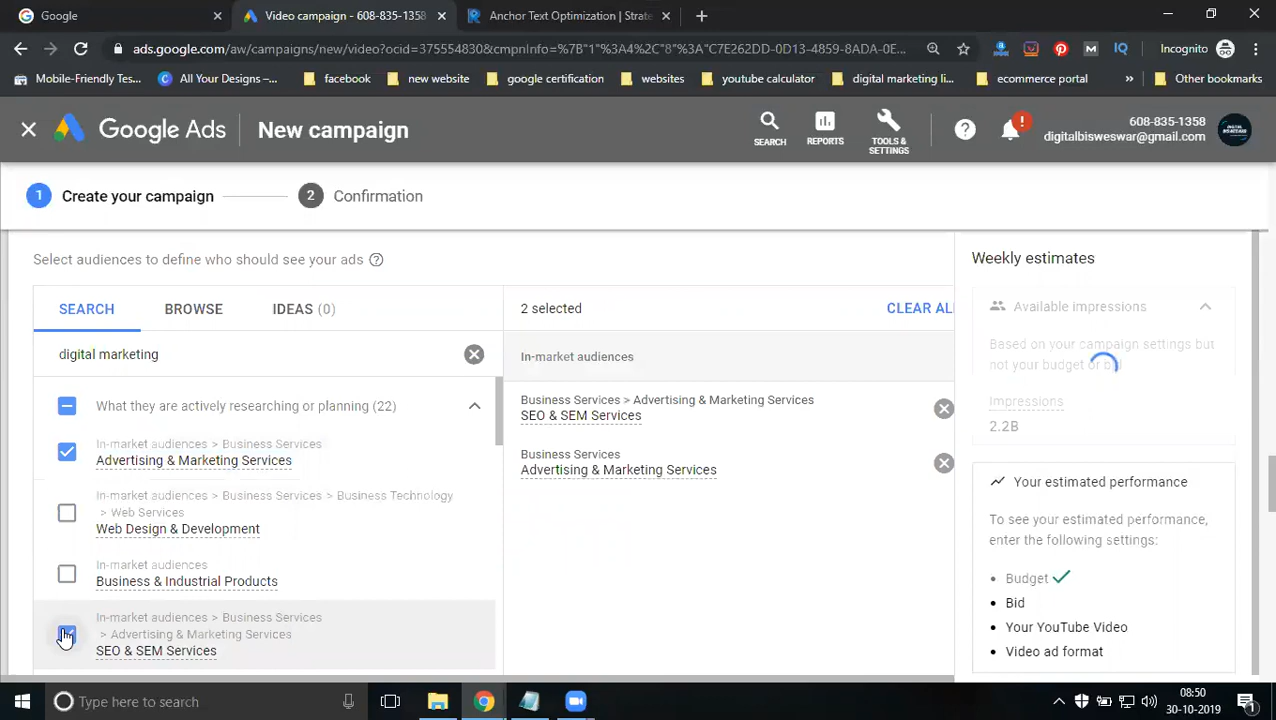 Google
Video campaign - 608-835-1358
Anchor Text Optimization | Strate
ads.google.com/aw/campaigns/new/video?ocid=375554830&cmpnInfo=%7B"1"%3A4%2C"8"%3A"C7E262DD-0D13-4859-8ADA-0E...
Incognito
Mobile-Friendly Tes...
All Your Designs –...
facebook
new website
google certification
websites
youtube calculator
digital marketing li...
ecommerce portal
»
Other bookmarks
Google Ads
New campaign
SEARCH
REPORTS
TOOLS &
SETTINGS
608-835-1358
digitalbisweswar@gmail.com
1 Create your campaign
2 Confirmation
Select audiences to define who should see your ads
SEARCH
BROWSE
IDEAS (0)
2 selected
CLEAR ALL
digital marketing
In-market audiences
What they are actively researching or planning (22)
In-market audiences > Business Services
Advertising & Marketing Services
In-market audiences > Business Services > Business Technology
> Web Services
Web Design & Development
In-market audiences
Business & Industrial Products
In-market audiences > Business Services
> Advertising & Marketing Services
SEO & SEM Services
Business Services > Advertising & Marketing Services
SEO & SEM Services
Business Services
Advertising & Marketing Services
Weekly estimates
Available impressions
Based on your campaign settings but
not your budget or bid
Impressions
2.2B
Your estimated performance
To see your estimated performance,
enter the following settings:
Budget
Bid
Your YouTube Video
Video ad format
Type here to search
08:50
30-10-2019
1